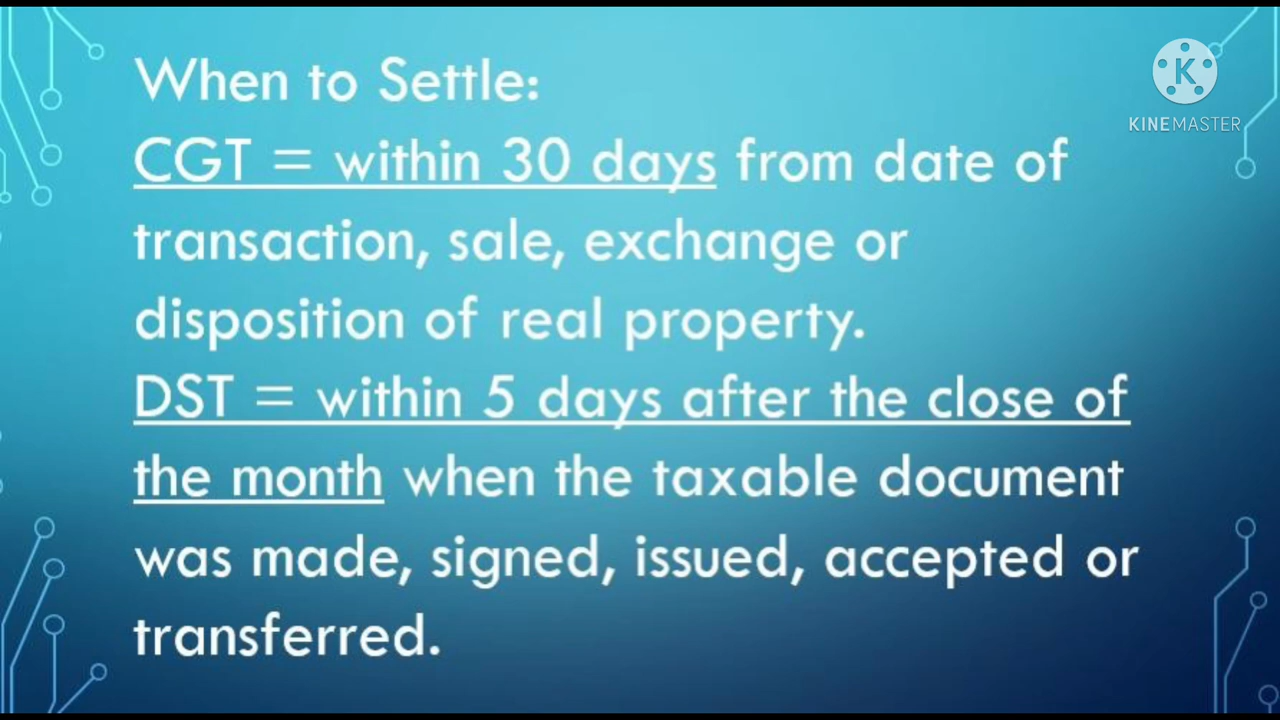 When to Settle:
CGT = within 30 days from date of
transaction, sale, exchange or
disposition of real property.
DST = within 5 days after the close of
the month when the taxable document
was made, signed, issued, accepted or
transferred.
K
KINEMASTER